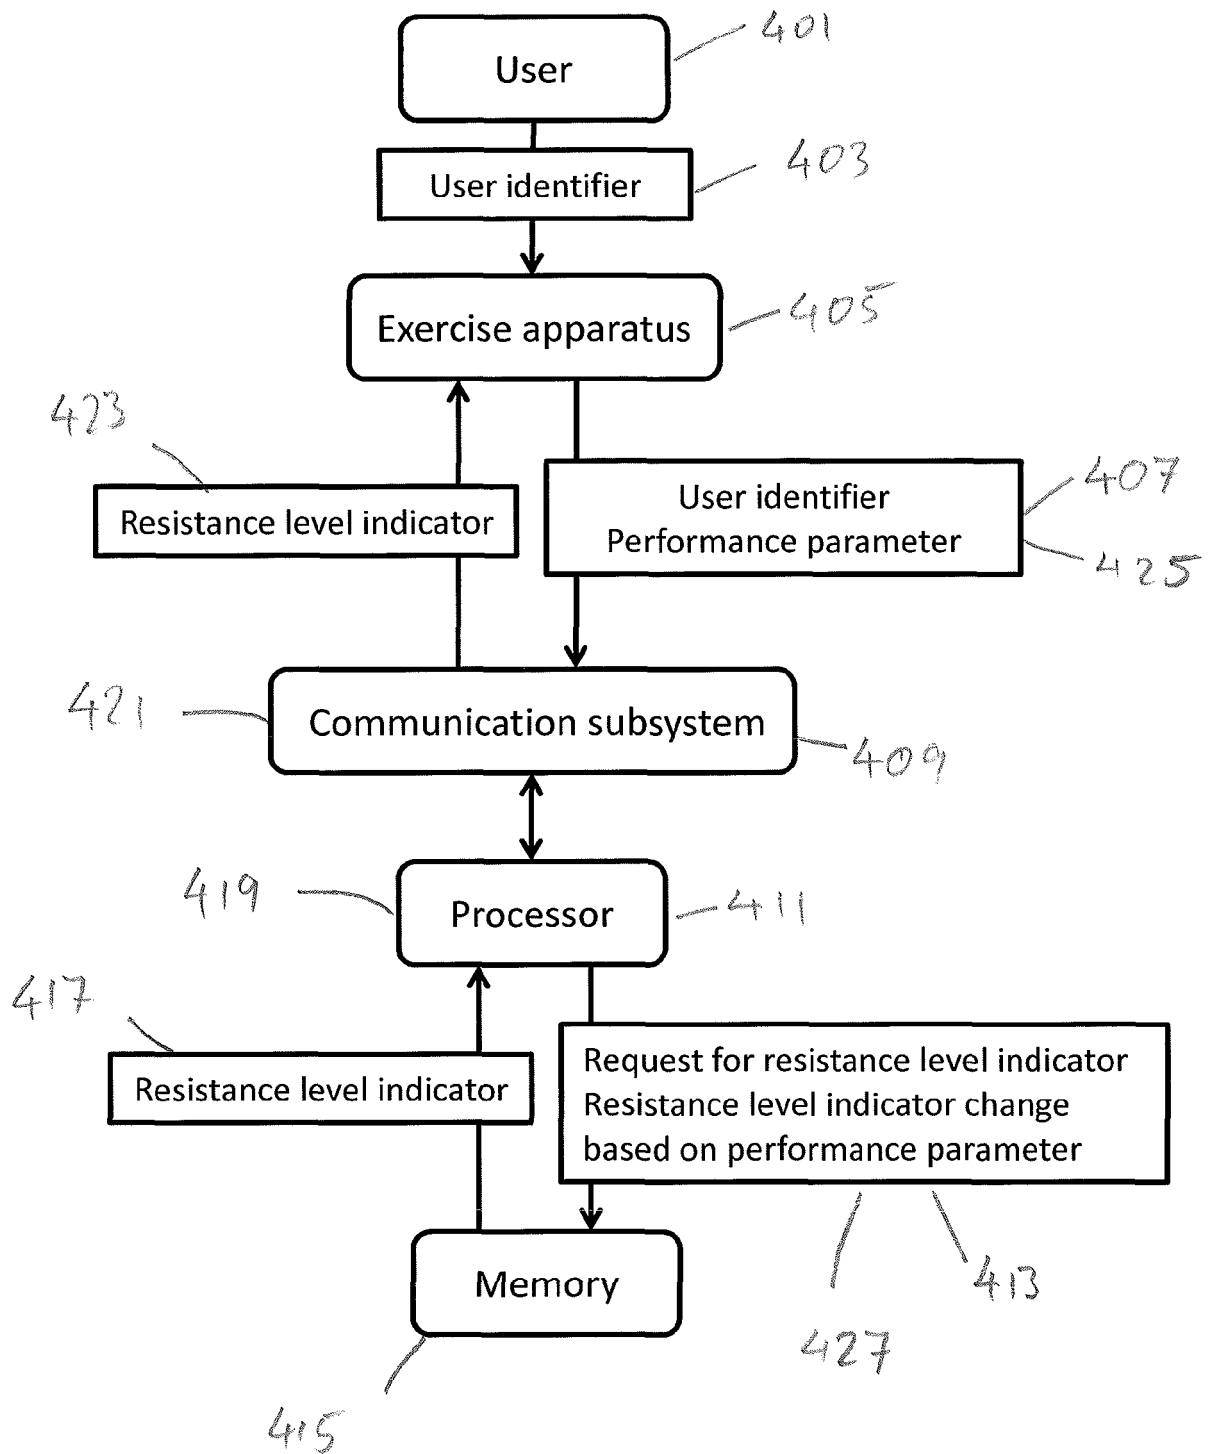 401
User
403
User identifier
405
Exercise apparatus
423
Resistance level indicator
User identifier
Performance parameter
407
425
421
Communication subsystem
409
419
Processor
411
417
Resistance level indicator
Request for resistance level indicator
Resistance level indicator change
based on performance parameter
Memory
413
427
415